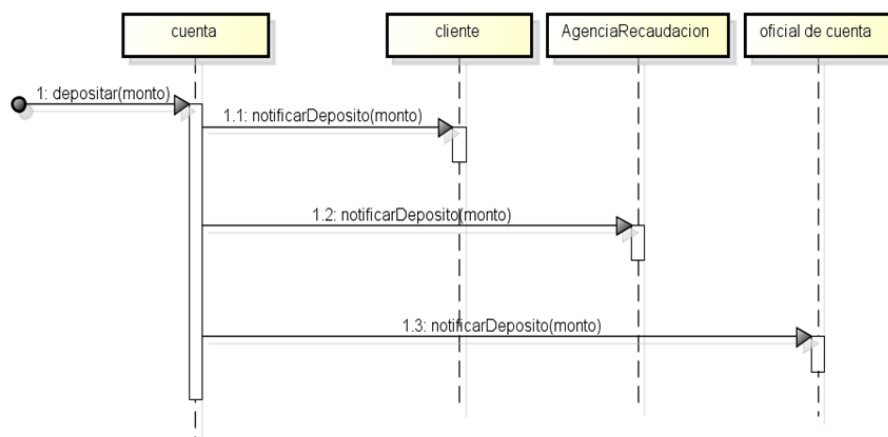 cuenta
cliente
AgenciaRecaudacion
oficial de cuenta
1: depositar(monto)
1.1: notificarDeposito(monto)
1.2: notificarDeposito(monto)
1.3: notificarDeposito(monto)